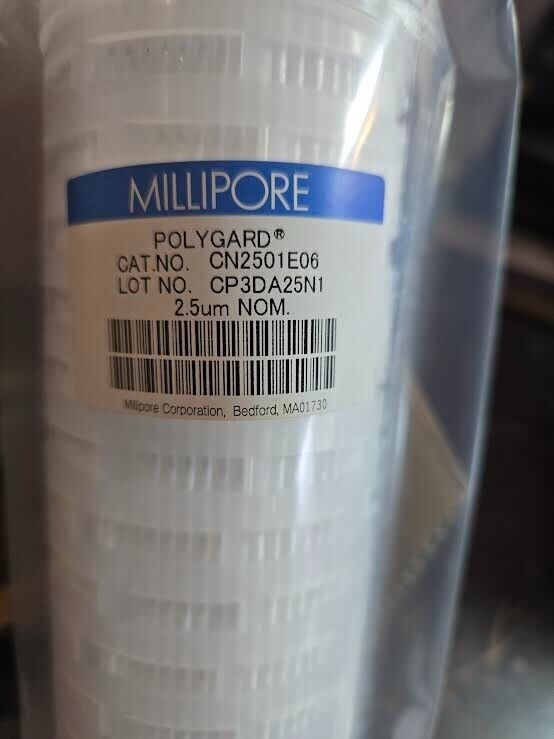 MILLIPORE
POLYGARD®
CAT.NO. CN2501E06
LOT NO. CP3DA25N1
2.5um NOM.
Millipore Corporation, Bedford, MA01730